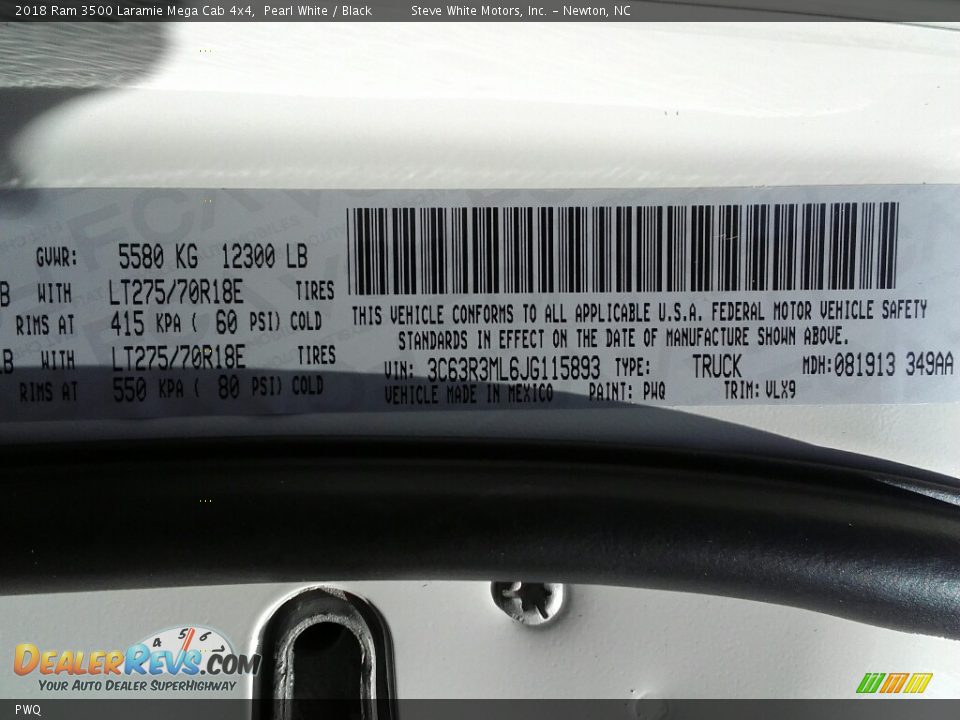 2018 Ram 3500 Laramie Mega Cab 4x4, Pearl White / Black Steve White Motors, Inc. - Newton, NC
GVWR: 5580 KG 12300 LB
B WITH LT275/70R18E TIRES
RIMS AT 415 KPA ( 60 PSI) COLD
LB WITH LT275/70R18E TIRES
RIMS AT 550 KPA ( 80 PSI) COLD
THIS VEHICLE CONFORMS TO ALL APPLICABLE U.S.A. FEDERAL MOTOR VEHICLE SAFETY
STANDARDS IN EFFECT ON THE DATE OF MANUFACTURE SHOWN ABOVE.
VIN: 3C63R3ML6JG115893 TYPE: TRUCK MDH:081913 349AA
VEHICLE MADE IN MEXICO PAINT: PWQ TRIM: VLX9
4 5 6
DealerRevs.com
Your Auto Dealer SuperHighway
PWQ